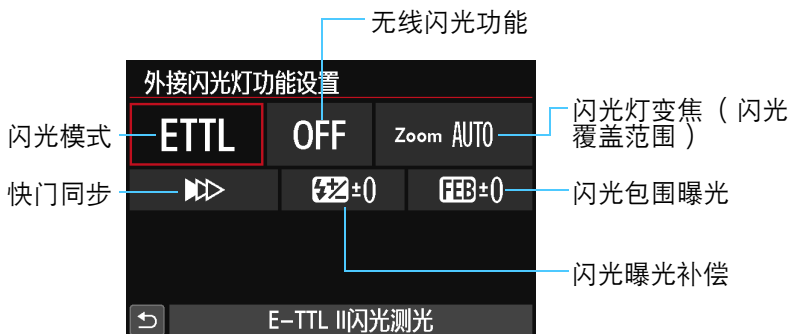 无线闪光功能
外接闪光灯功能设置
闪光模式
ETTL
OFF
Zoom AUTO
闪光灯变焦（闪光
覆盖范围）
快门同步
±0
FEB±0
闪光包围曝光
闪光曝光补偿
E-TTL II闪光测光